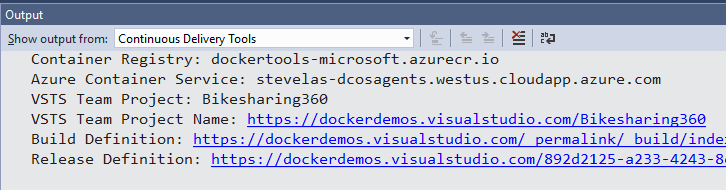 Output
Show output from: Continuous Delivery Tools
Container Registry: dockertools-microsoft.azurecr.io
Azure Container Service: stevelas-dcosagents.westus.cloudapp.azure.com
VSTS Team Project: Bikesharing360
VSTS Team Project Name: https://dockerdemos.visualstudio.com/Bikesharing360
Build Definition: https://dockerdemos.visualstudio.com/_permalink/_build/inde
Release Definition: https://dockerdemos.visualstudio.com/892d2125-a233-4243-8